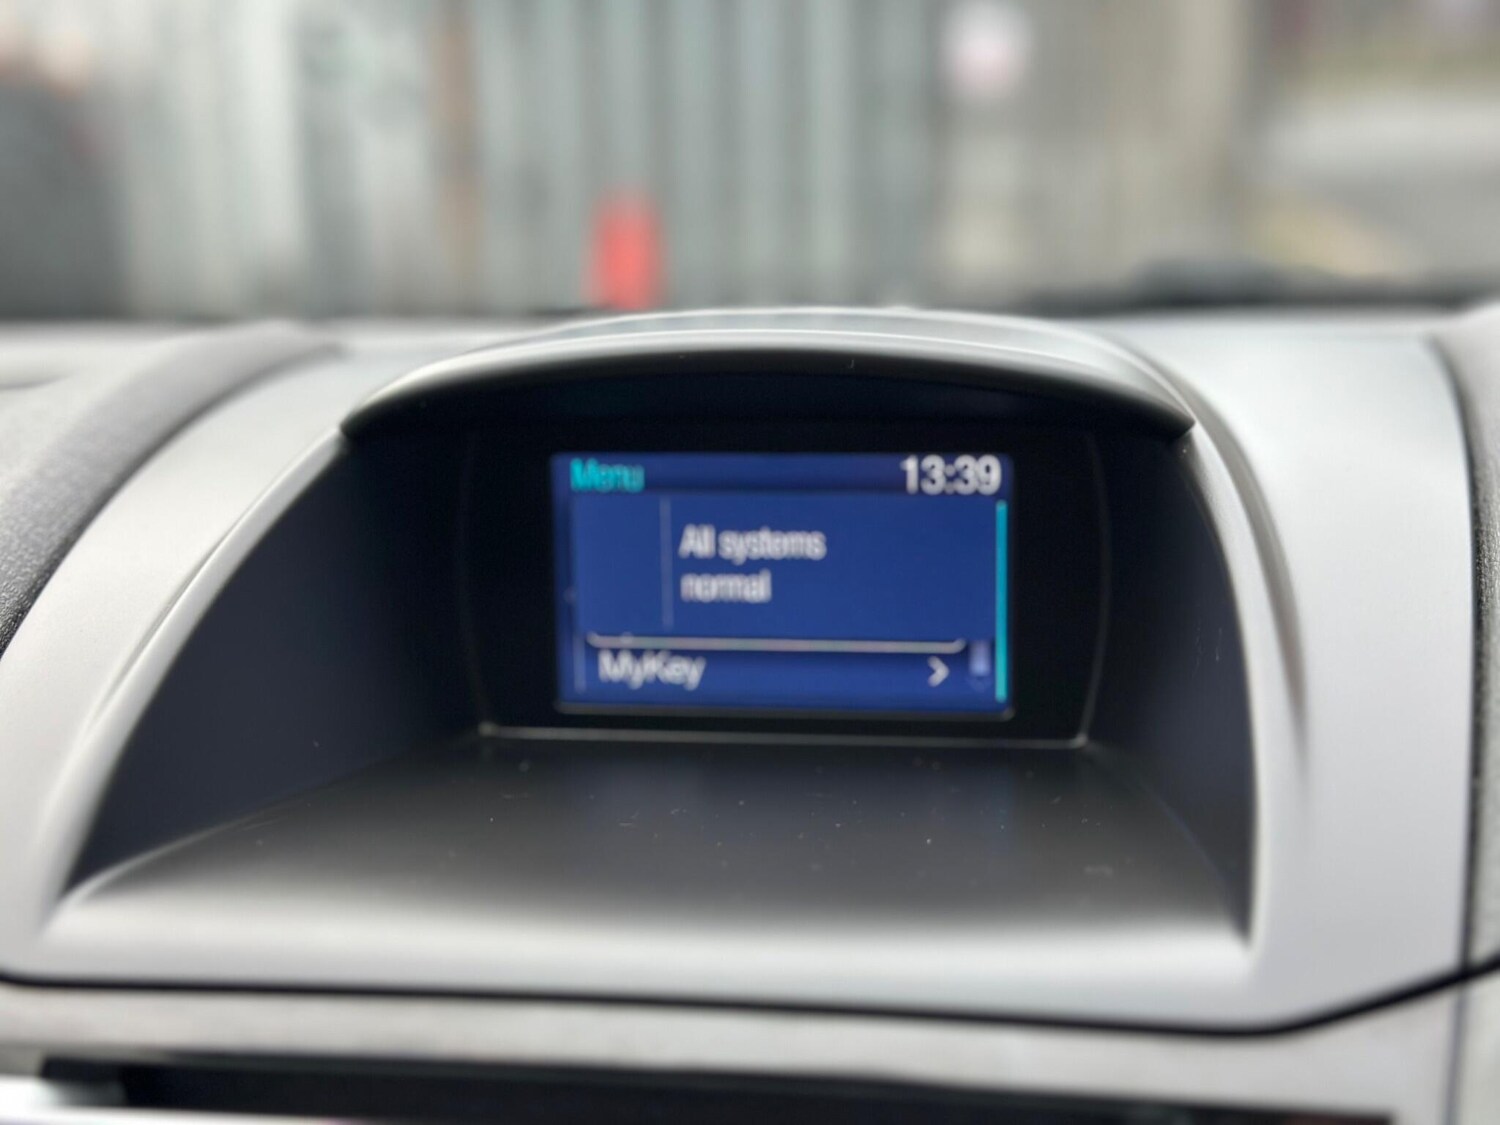 Menu 13:39
All systems
normal
MyKey >